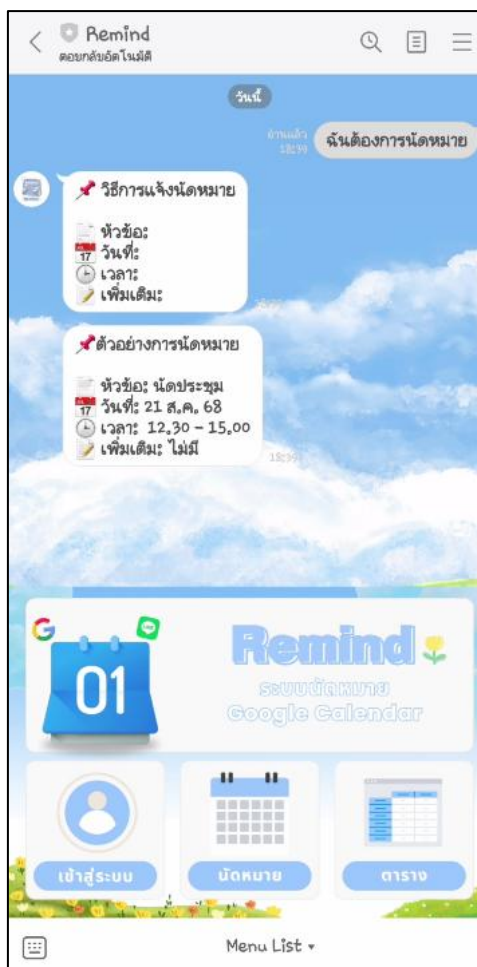 Remind
ตอบกลับอัตโนมัติ
วันนี้
อ่านแล้ว
18:39
ฉันต้องการนัดหมาย
📌 วิธีการแจ้งนัดหมาย
📄 หัวข้อ:
📅 วันที่:
🕒 เวลา:
📝 เพิ่มเติม:
18:39
📌ตัวอย่างการนัดหมาย
📄 หัวข้อ: นัดประชุม
📅 วันที่: 21 ส.ค. 68
🕒 เวลา: 12.30 - 15.00
📝 เพิ่มเติม: ไม่มี
18:39
01
Remind
ระบบนัดหมาย
Google Calendar
เข้าสู่ระบบ
นัดหมาย
ตาราง
Menu List ▾